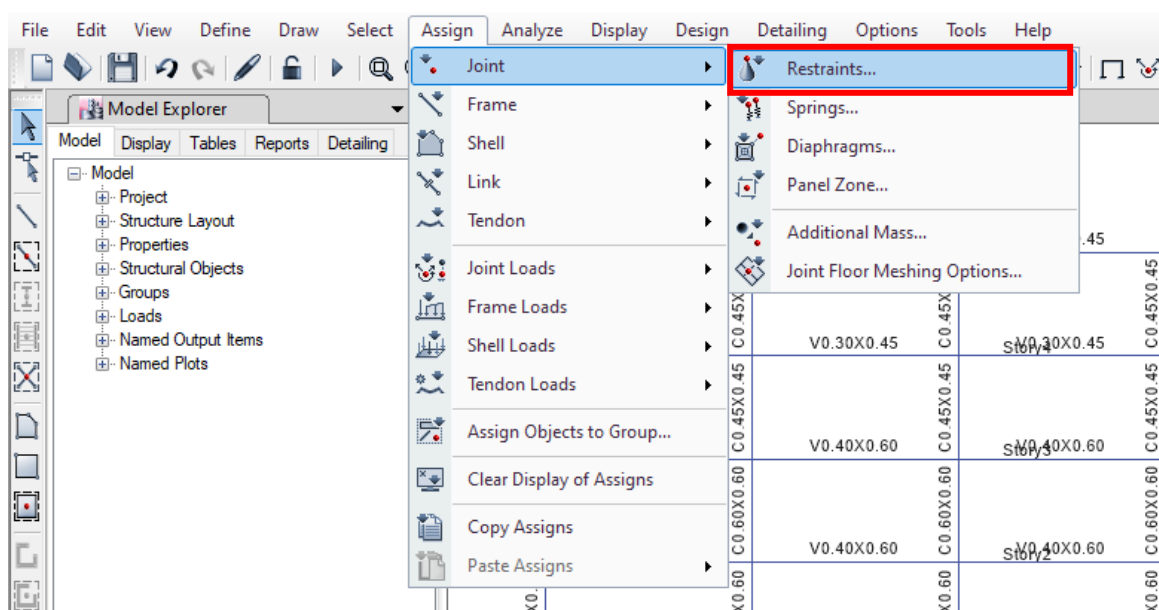 File Edit View Define Draw Select Assign Analyze Display Design Detailing Options Tools Help
Model Explorer
Model Display Tables Reports Detailing
Model
Project
Structure Layout
Properties
Structural Objects
Groups
Loads
Named Output Items
Named Plots
Joint
Frame
Shell
Link
Tendon
Joint Loads
Frame Loads
Shell Loads
Tendon Loads
Assign Objects to Group...
Clear Display of Assigns
Copy Assigns
Paste Assigns
Restraints...
Springs...
Diaphragms...
Panel Zone...
Additional Mass...
Joint Floor Meshing Options...
.45
C0.45X0.45
V0.30X0.45
Story4
C0.45X0.45
C0.45X0.45
V0.40X0.60
Story3
C0.45X0.45
C0.60X0.60
C0.60X0.60
V0.40X0.60
Story2
C0.60X0.60